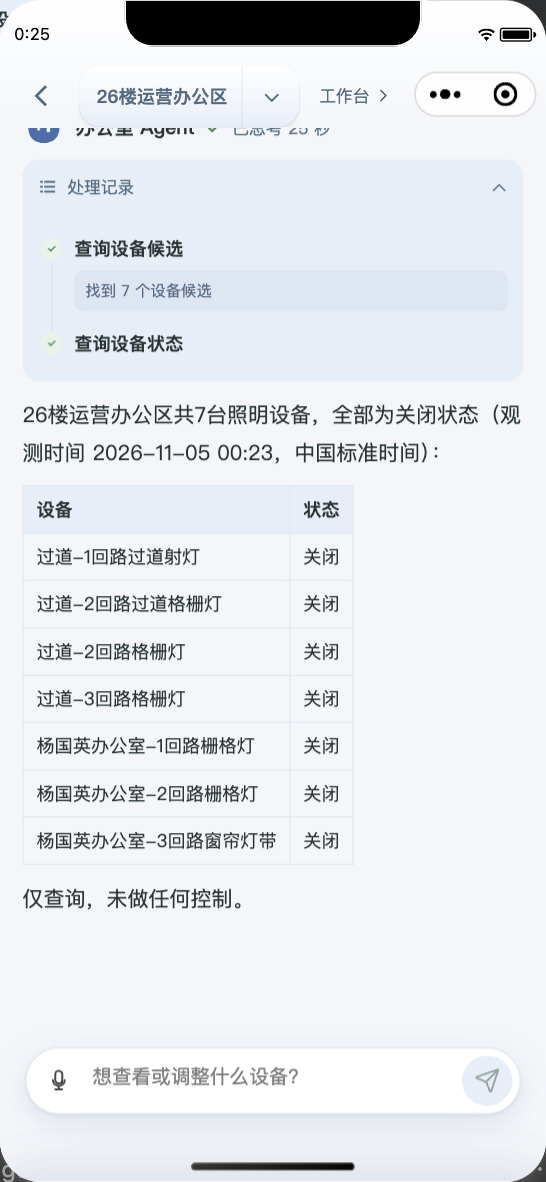 0:25
26楼运营办公区
工作台
办公室 Agent
已思考 25 秒
处理记录
查询设备候选
找到 7 个设备候选
查询设备状态
26楼运营办公区共7台照明设备，全部为关闭状态（观
测时间 2026-11-05 00:23，中国标准时间）：
设备 状态
过道-1回路过道射灯 关闭
过道-2回路过道格栅灯 关闭
过道-2回路格栅灯 关闭
过道-3回路格栅灯 关闭
杨国英办公室-1回路栅格灯 关闭
杨国英办公室-2回路栅格灯 关闭
杨国英办公室-3回路窗帘灯带 关闭
仅查询，未做任何控制。
想查看或调整什么设备？